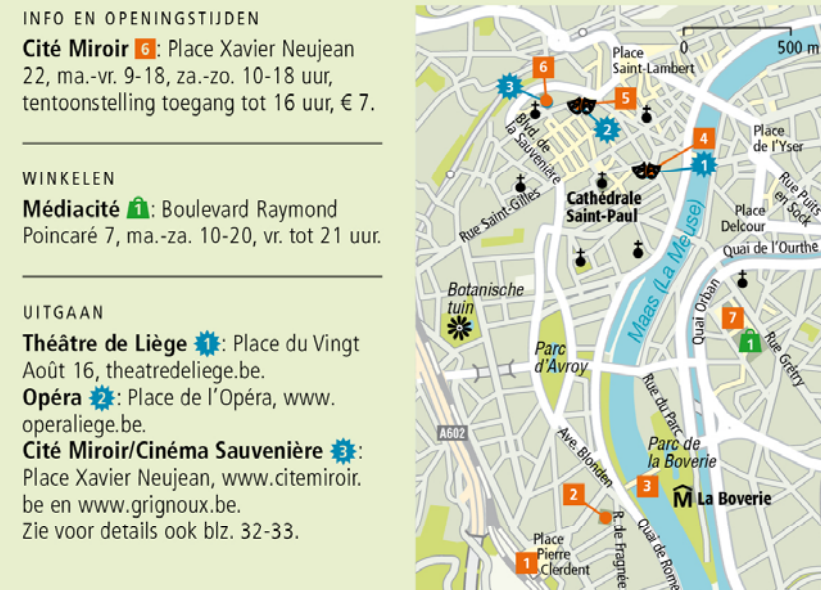 INFO EN OPENINGSTIJDEN
Cité Miroir 6: Place Xavier Neujean
22, ma.-vr. 9-18, za.-zo. 10-18 uur,
tentoonstelling toegang tot 16 uur, € 7.
WINKELEN
Médiacité 1: Boulevard Raymond
Poincaré 7, ma.-za. 10-20, vr. tot 21 uur.
UITGAAN
Théâtre de Liège 1: Place du Vingt
Août 16, theatredeliege.be.
Opéra 2: Place de l'Opéra, www.
operaliege.be.
Cité Miroir/Cinéma Sauvenière 3:
Place Xavier Neujean, www.citemiroir.
be en www.grignoux.be.
Zie voor details ook blz. 32-33.
0 500 m
Place
Saint-Lambert
6
3
5
2
Blvd. de
la Sauvenière
4
1
Place
de l'Yser
Rue Puits
en Sock
Cathédrale
Saint-Paul
Rue Saint-Gilles
Place
Delcour
Quai de l'Ourthe
Maas (La Meuse)
Botanische
tuin
Quai Orban
7
1
Rue Grétry
Parc
d'Avroy
Rue du Parc
A602
Ave. Blonden
Parc de
la Boverie
3
M La Boverie
2
R. de Fragnée
Quai de Rome
Place
Pierre
Clerdent
1